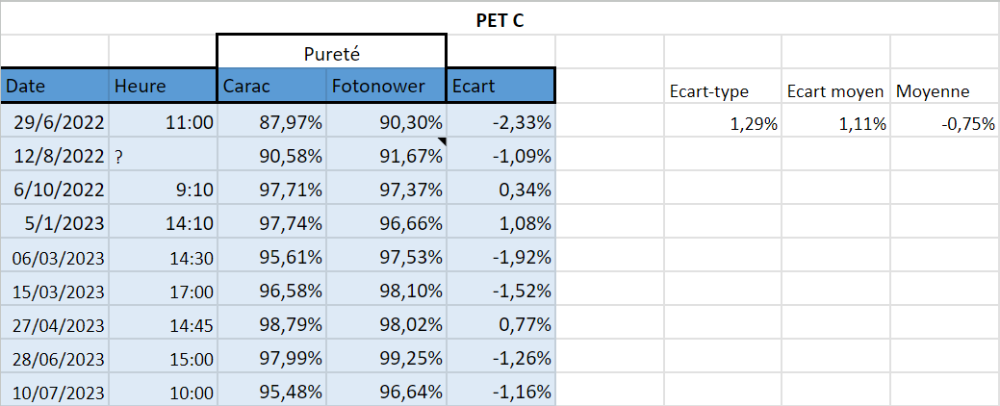 PET C
Pureté
Date Heure Carac Fotonower Ecart Ecart-type Ecart moyen Moyenne
29/6/2022 11:00 87,97% 90,30% -2,33% 1,29% 1,11% -0,75%
12/8/2022 ? 90,58% 91,67% -1,09%
6/10/2022 9:10 97,71% 97,37% 0,34%
5/1/2023 14:10 97,74% 96,66% 1,08%
06/03/2023 14:30 95,61% 97,53% -1,92%
15/03/2023 17:00 96,58% 98,10% -1,52%
27/04/2023 14:45 98,79% 98,02% 0,77%
28/06/2023 15:00 97,99% 99,25% -1,26%
10/07/2023 10:00 95,48% 96,64% -1,16%